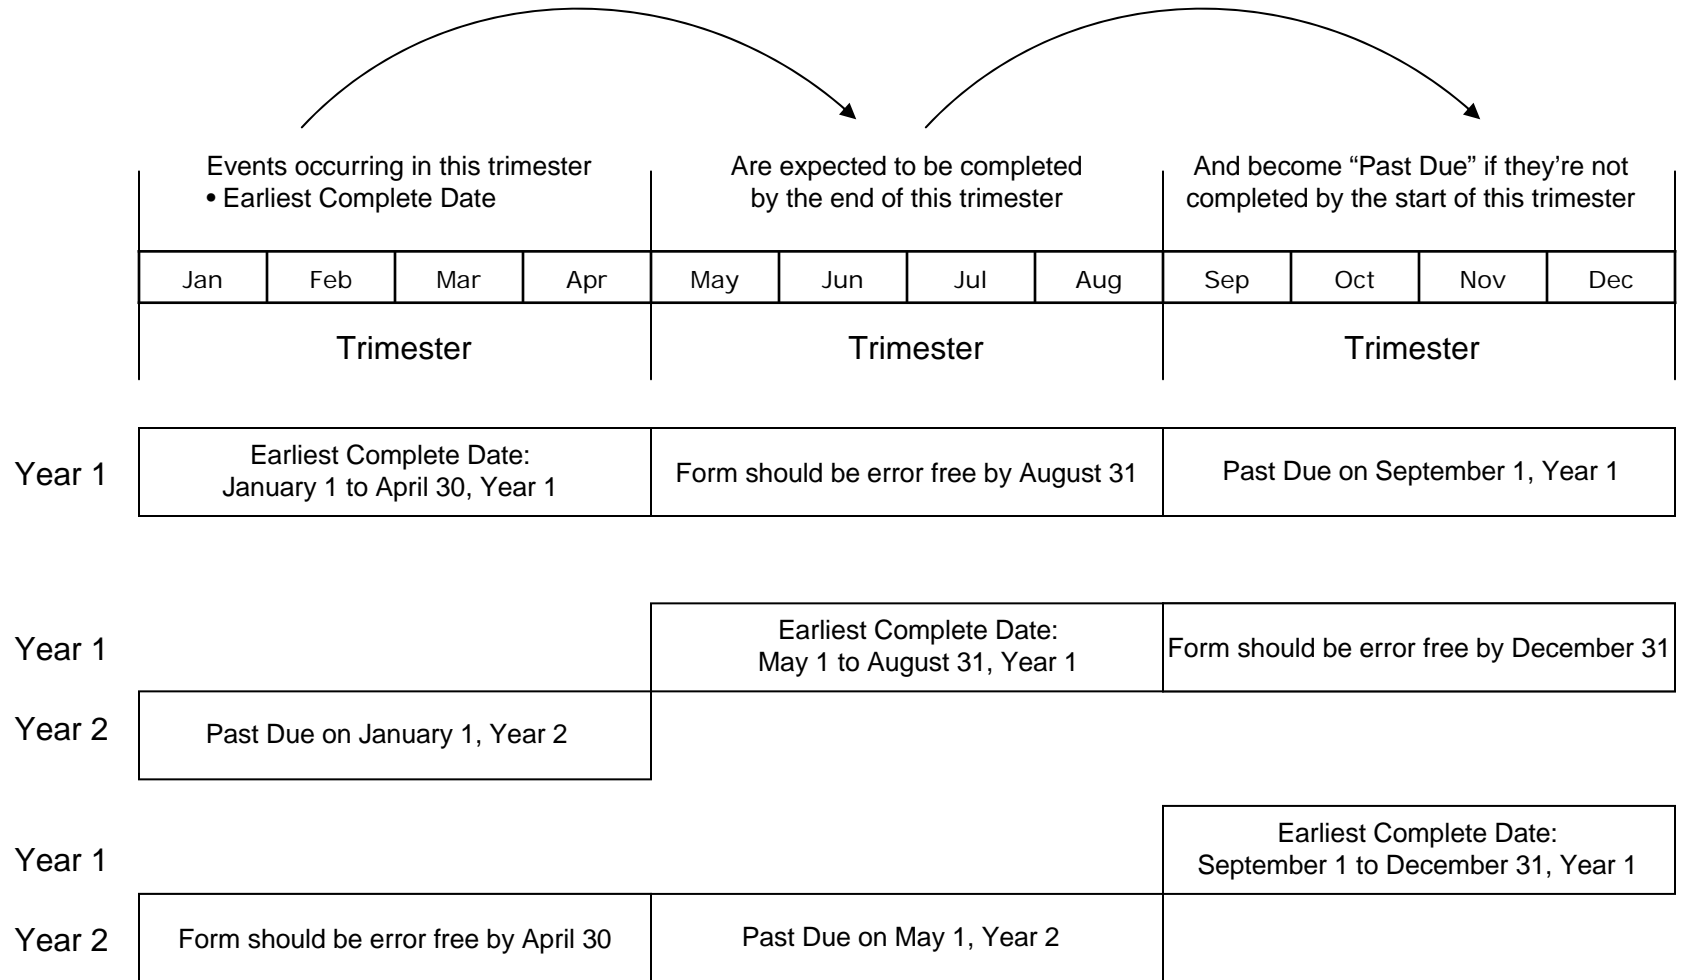 Events occurring in this trimester
• Earliest Complete Date
Are expected to be completed
by the end of this trimester
And become “Past Due” if they’re not
completed by the start of this trimester
Jan Feb Mar Apr May Jun Jul Aug Sep Oct Nov Dec
Trimester Trimester Trimester
Year 1
Earliest Complete Date:
January 1 to April 30, Year 1
Form should be error free by August 31
Past Due on September 1, Year 1
Year 1
Earliest Complete Date:
May 1 to August 31, Year 1
Form should be error free by December 31
Year 2
Past Due on January 1, Year 2
Year 1
Earliest Complete Date:
September 1 to December 31, Year 1
Year 2
Form should be error free by April 30
Past Due on May 1, Year 2